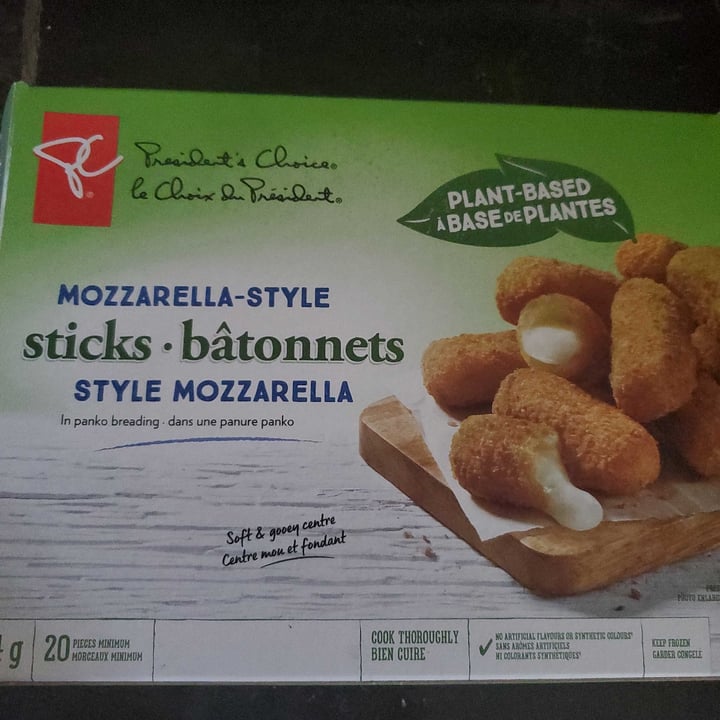 President's Choice®
le Choix du Président®
PLANT-BASED
À BASE DE PLANTES
MOZZARELLA-STYLE
sticks · bâtonnets
STYLE MOZZARELLA
In panko breading · dans une panure panko
Soft & gooey centre
Centre mou et fondant
g
20 PIECES MINIMUM
MORCEAUX MINIMUM
COOK THOROUGHLY
BIEN CUIRE
✓ NO ARTIFICIAL FLAVOURS OR SYNTHETIC COLOURS
SANS ARÔMES ARTIFICIELS
NI COLORANTS SYNTHÉTIQUES
KEEP FROZEN
GARDER CONGELÉ